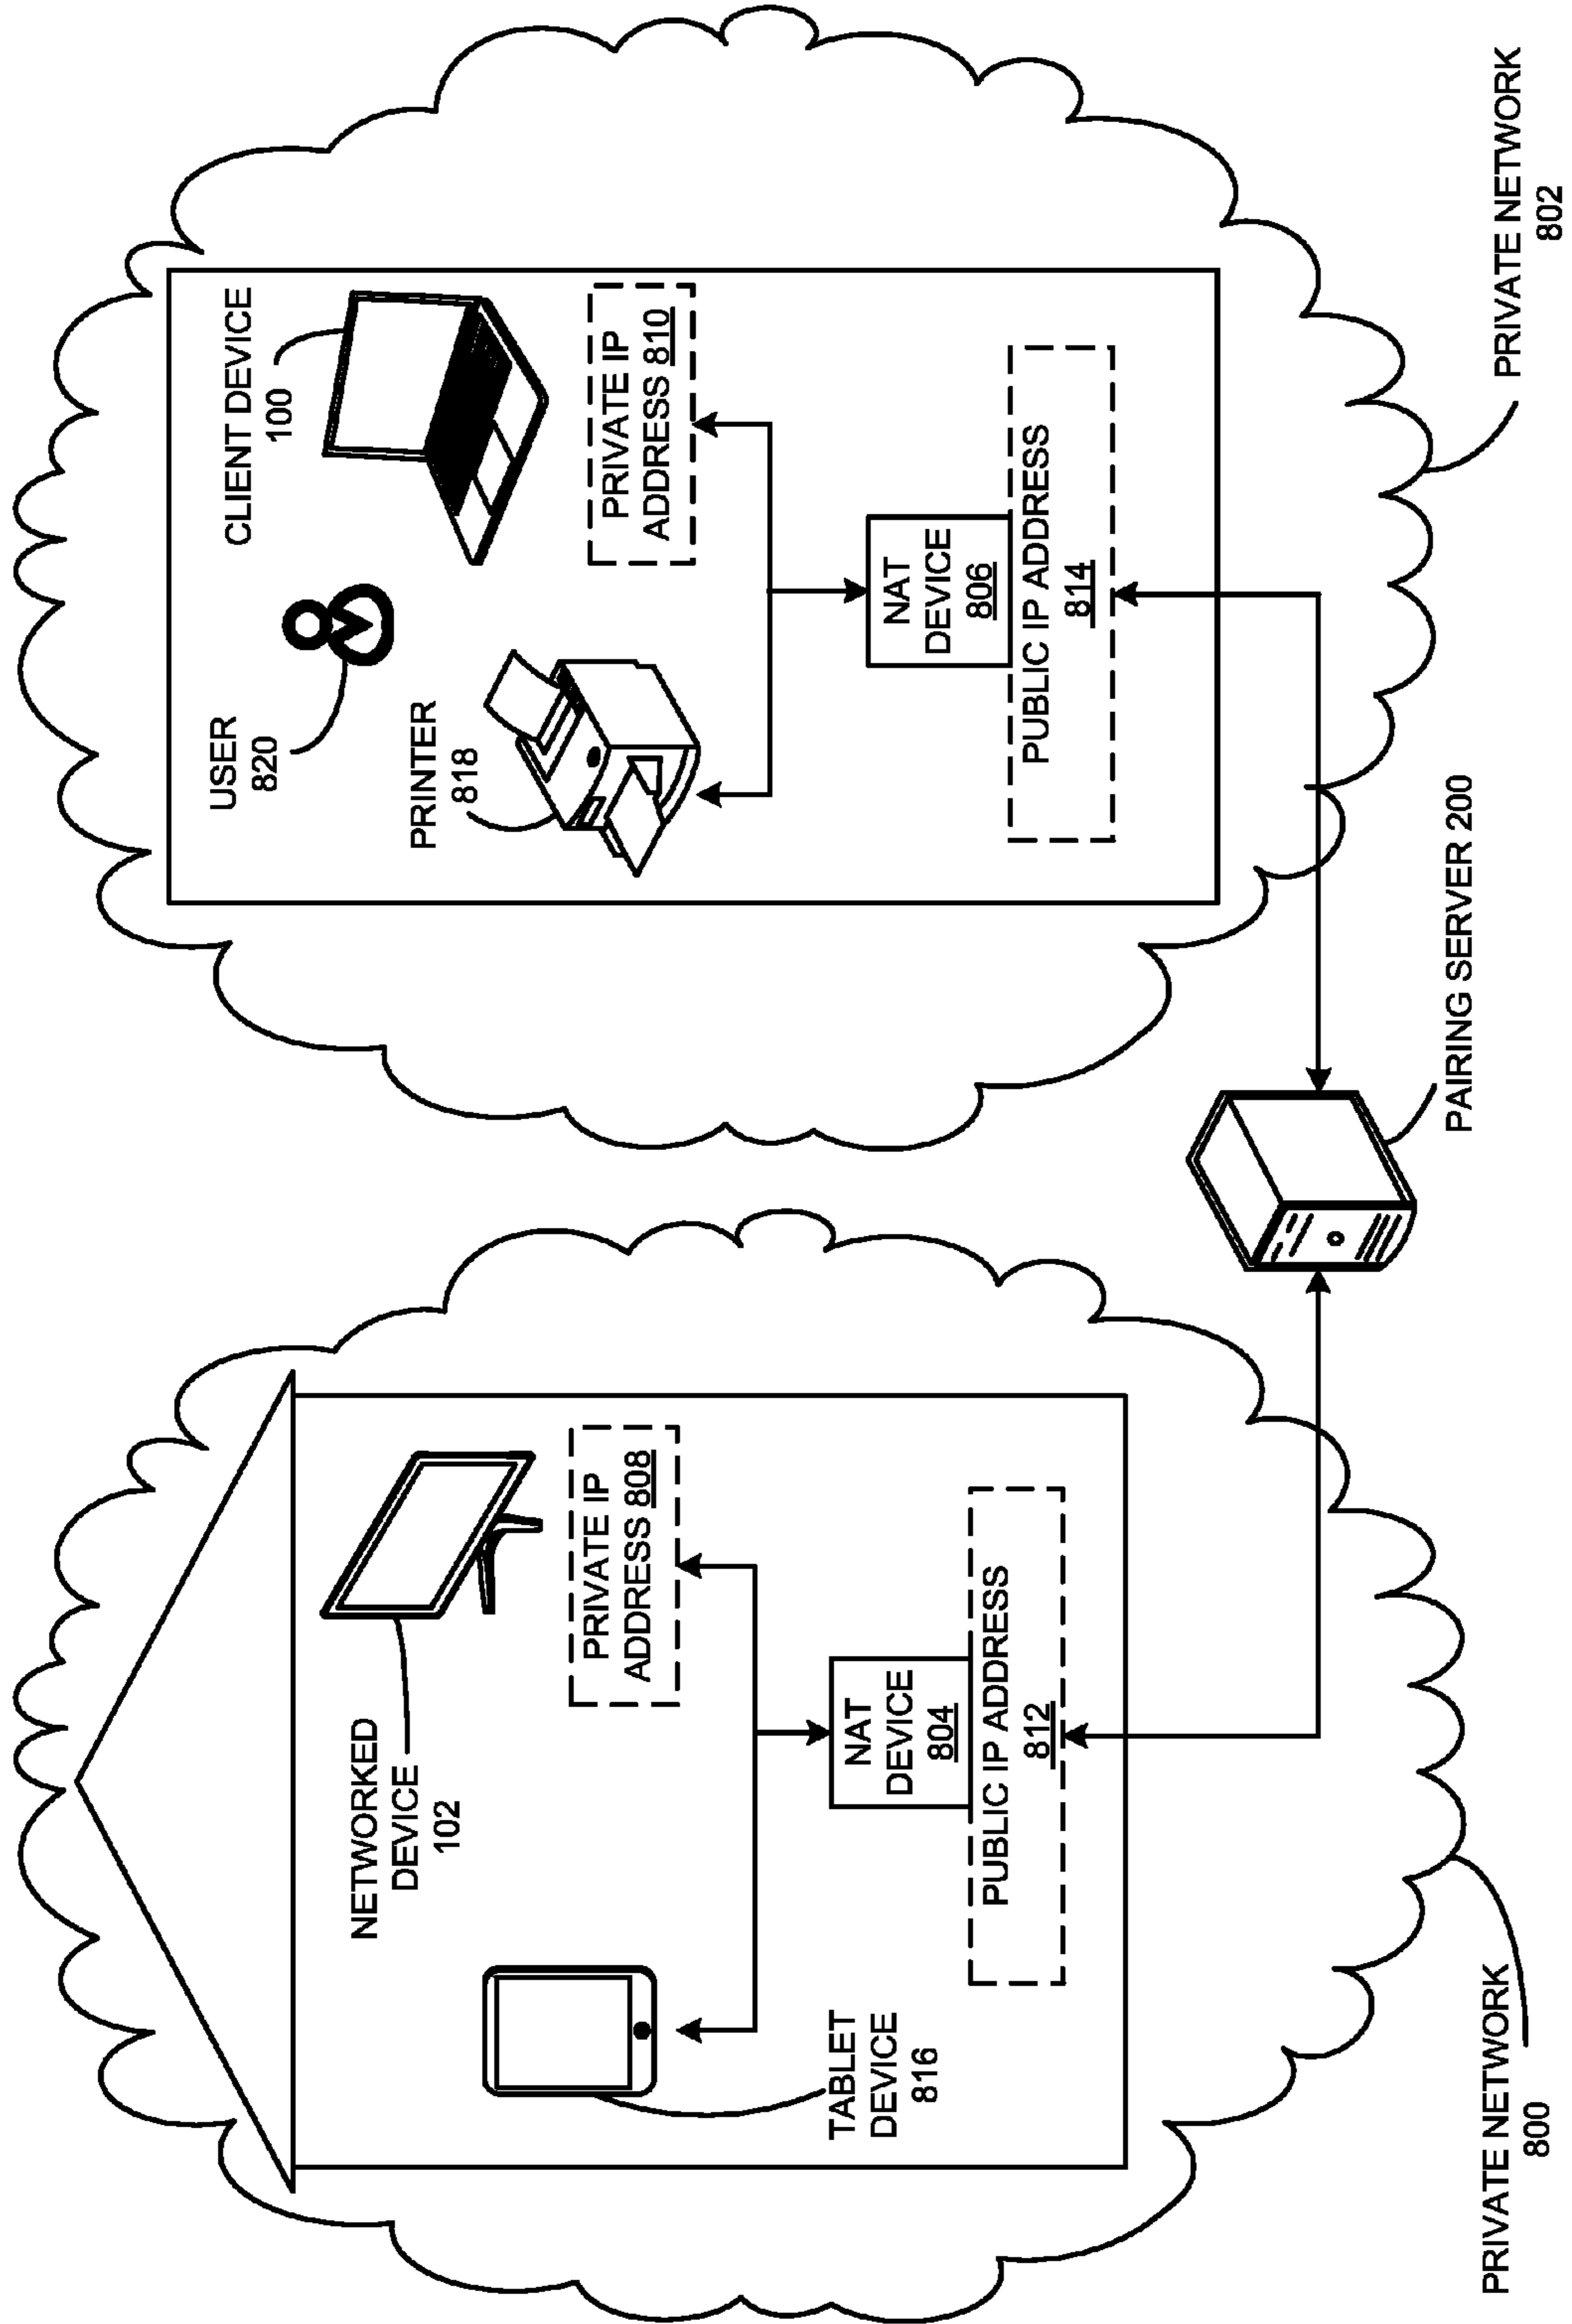 NETWORKED
DEVICE
102
PRIVATE IP
ADDRESS 808
TABLET
DEVICE
816
NAT
DEVICE
804
PUBLIC IP ADDRESS
812
PRIVATE NETWORK
800
PAIRING SERVER 200
USER
820
CLIENT DEVICE
100
PRINTER
818
PRIVATE IP
ADDRESS 810
NAT
DEVICE
806
PUBLIC IP ADDRESS
814
PRIVATE NETWORK
802